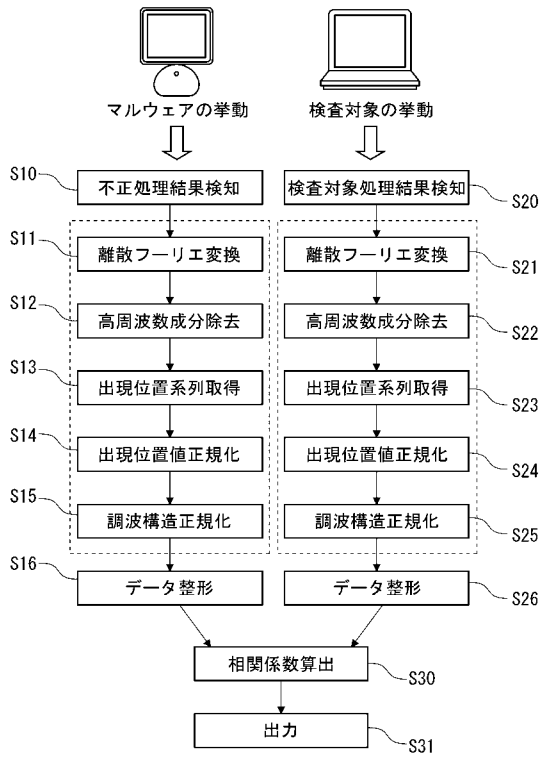 マルウェアの挙動
検査対象の挙動
S10
不正処理結果検知
検査対象処理結果検知
S20
S11
離散フーリエ変換
離散フーリエ変換
S21
S12
高周波数成分除去
高周波数成分除去
S22
S13
出現位置系列取得
出現位置系列取得
S23
S14
出現位置値正規化
出現位置値正規化
S24
S15
調波構造正規化
調波構造正規化
S25
S16
データ整形
データ整形
S26
相関係数算出
S30
出力
S31